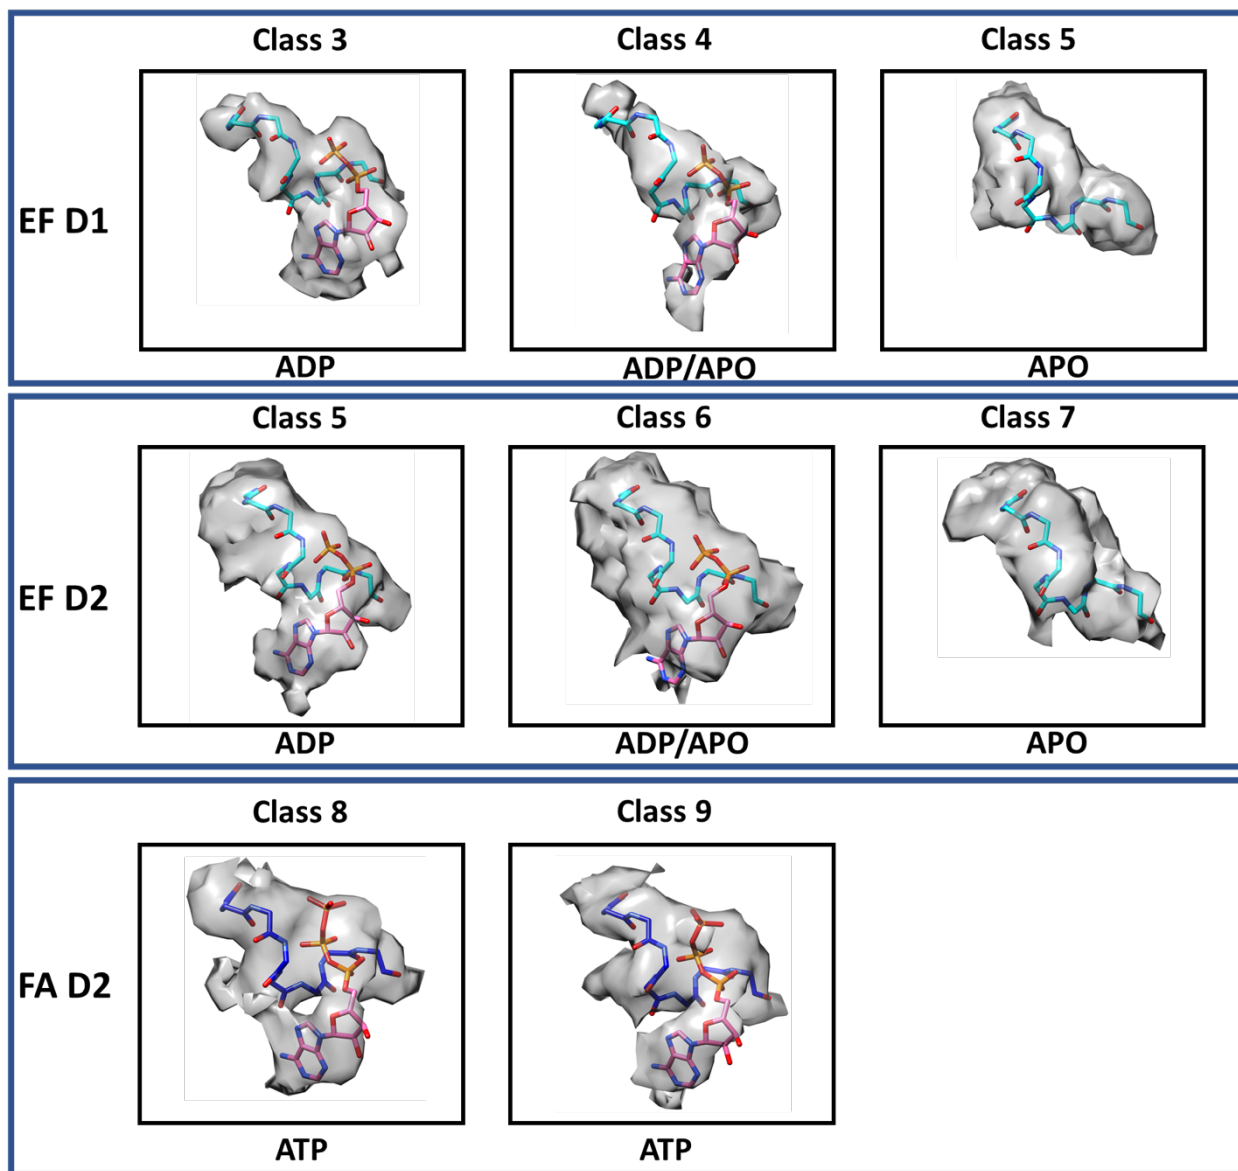 Class 3 Class 4 Class 5
EF D1
ADP ADP/APO APO
Class 5 Class 6 Class 7
EF D2
ADP ADP/APO APO
Class 8 Class 9
FA D2
ATP ATP